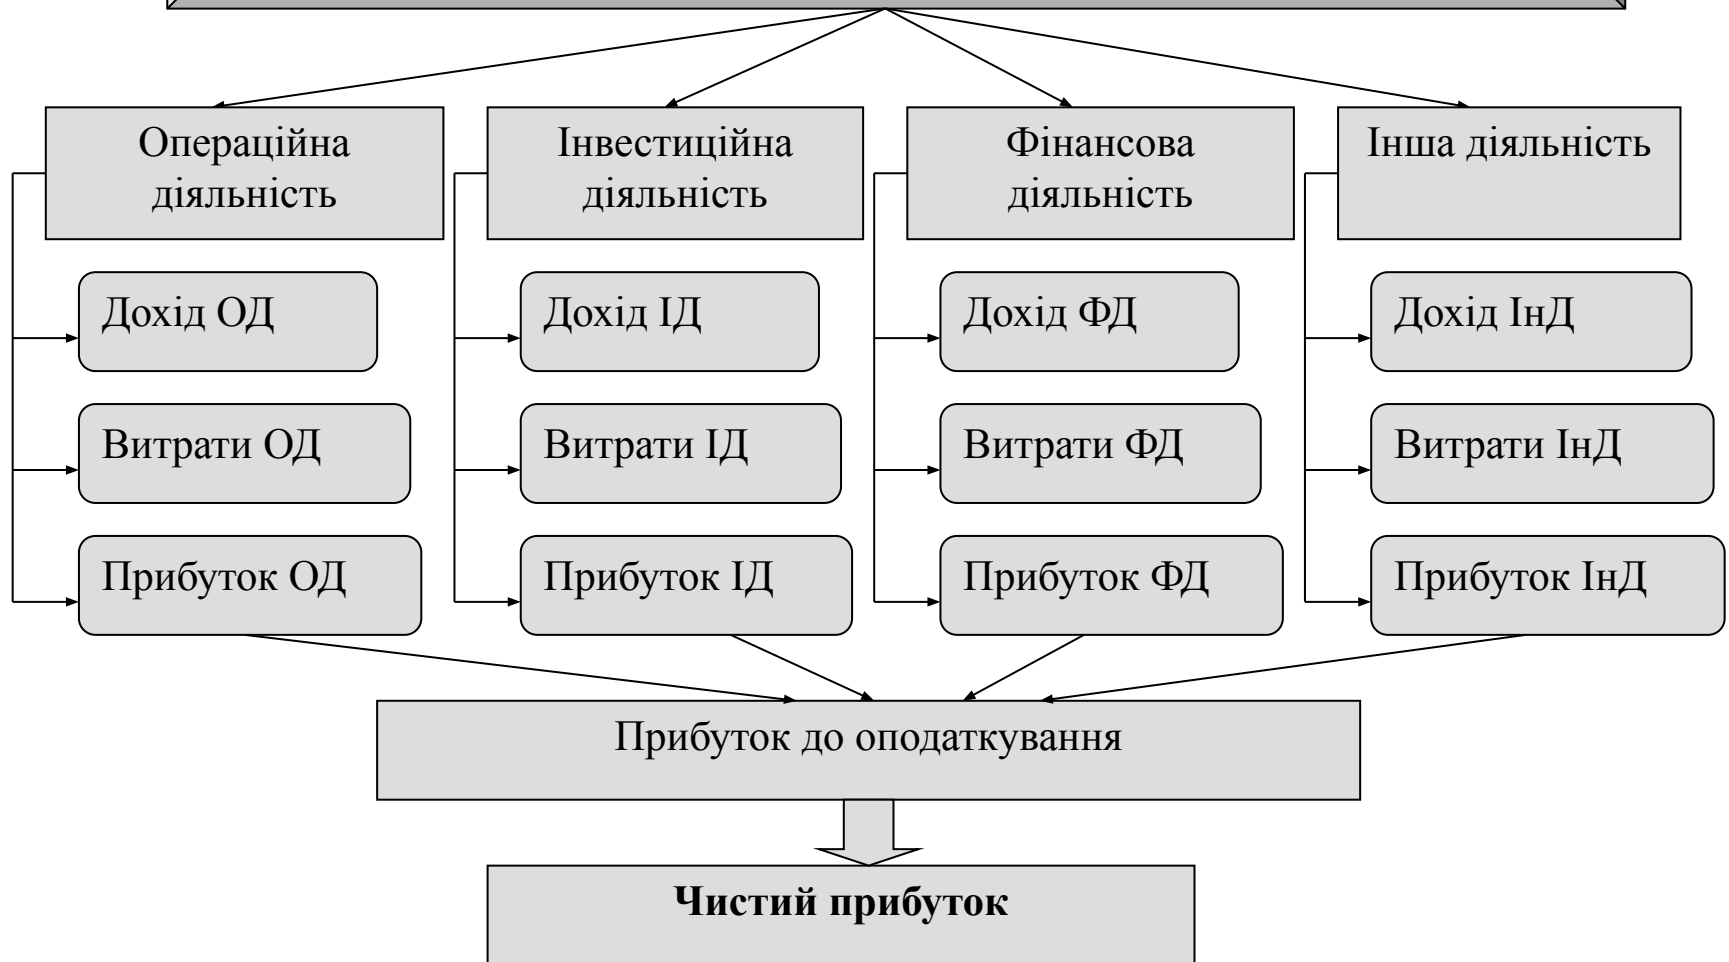 Операційна
діяльність
Інвестиційна
діяльність
Фінансова
діяльність
Інша діяльність
Дохід ОД
Дохід ІД
Дохід ФД
Дохід ІнД
Витрати ОД
Витрати ІД
Витрати ФД
Витрати ІнД
Прибуток ОД
Прибуток ІД
Прибуток ФД
Прибуток ІнД
Прибуток до оподаткування
Чистий прибуток